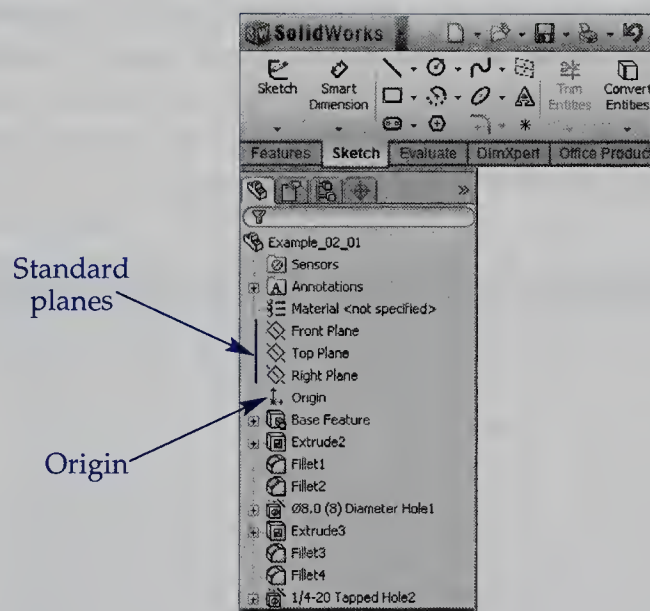 SolidWorks
Sketch
Smart
Dimension
Trim
Entities
Convert
Entities
Features
Sketch
Evaluate
DimXpert
Office Produc
Standard
planes
Origin
Example_02_01
Sensors
Annotations
Material <not specified>
Front Plane
Top Plane
Right Plane
Origin
Base Feature
Extrude2
Fillet1
Fillet2
Ø8.0 (8) Diameter Hole1
Extrude3
Fillet3
Fillet4
1/4-20 Tapped Hole2